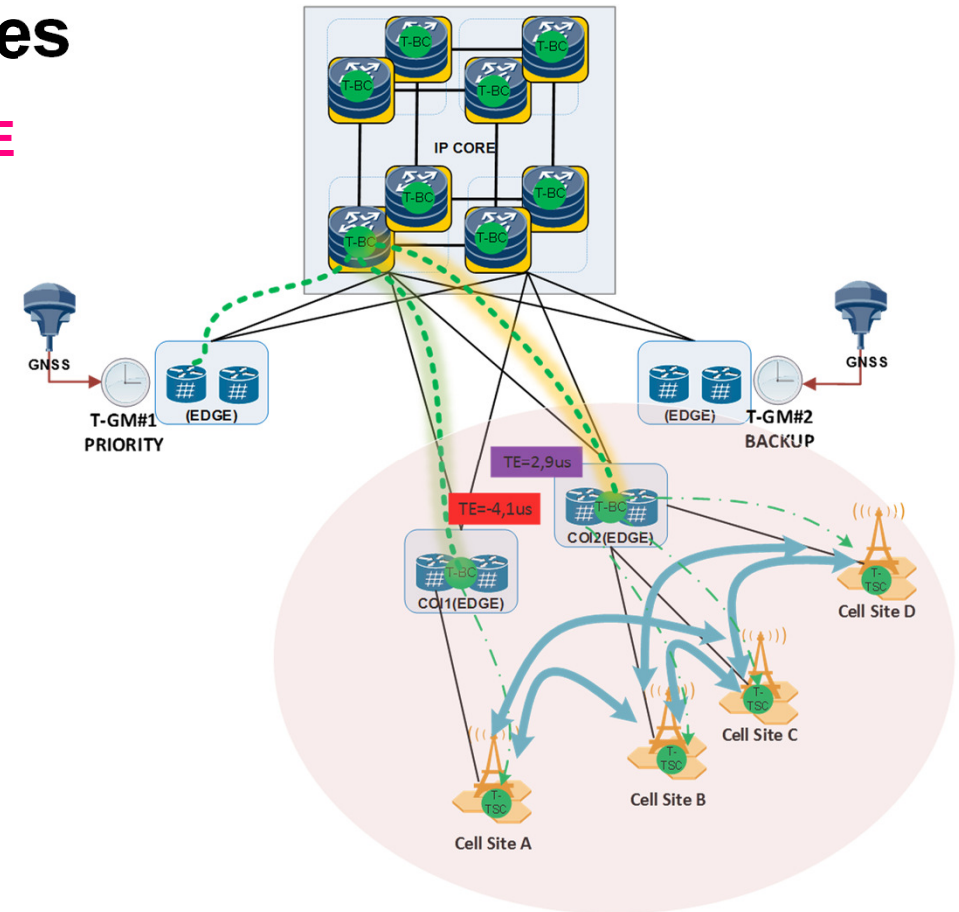 es
E
T-BC
T-BC
T-BC
T-BC
IP CORE
T-BC
T-BC
T-BC
T-BC
GNSS
GNSS
(EDGE)
(EDGE)
T-GM#1
PRIORITY
T-GM#2
BACKUP
TE=2,9us
TE=-4,1us
T-BC
COI2(EDGE)
T-BC
COI1(EDGE)
T-
TSC
Cell Site D
T-
TSC
Cell Site C
T-
TSC
Cell Site B
T-
TSC
Cell Site A